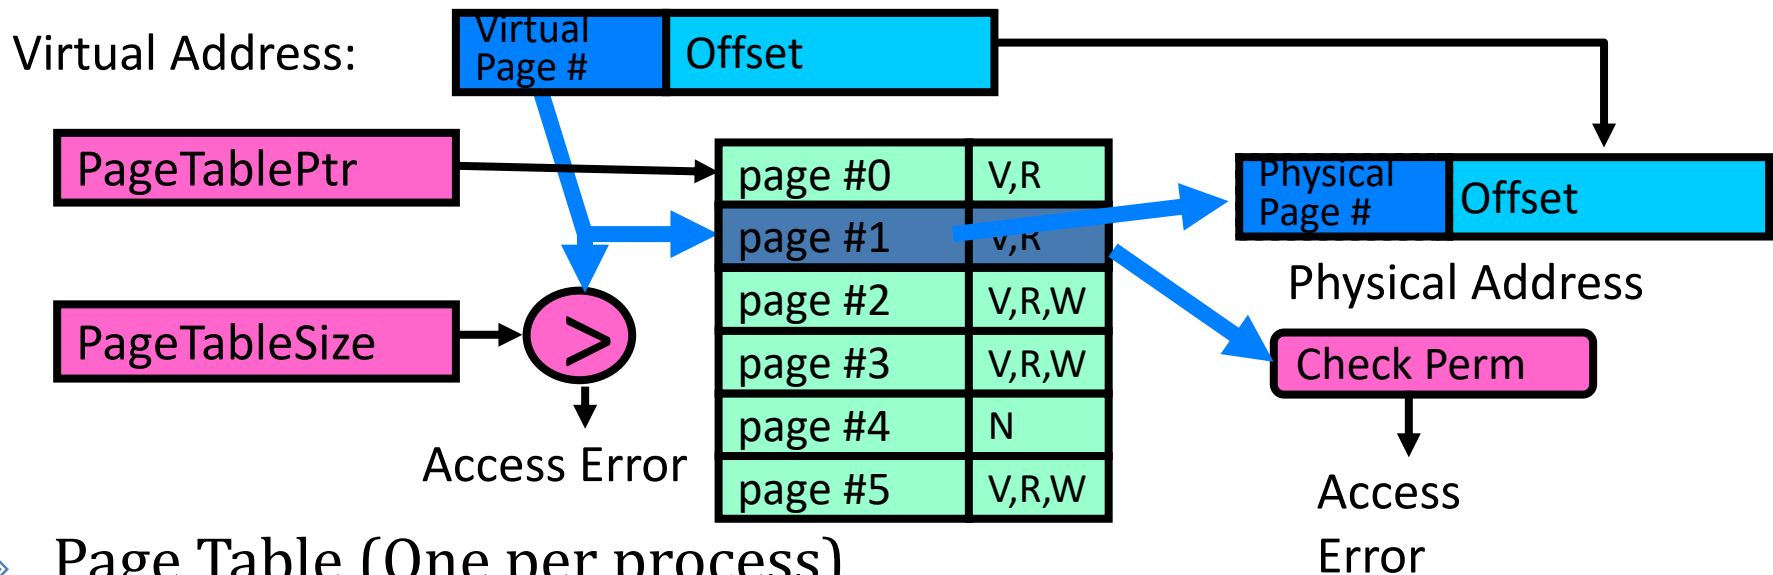 Virtual Address:
Virtual
Page #
Offset
PageTablePtr
page #0 V,R
Physical
Page #
Offset
page #1 V,R
Physical Address
page #2 V,R,W
PageTableSize
>
page #3 V,R,W
Check Perm
page #4 N
Access Error
page #5 V,R,W
Access
Error
Page Table (One per process)